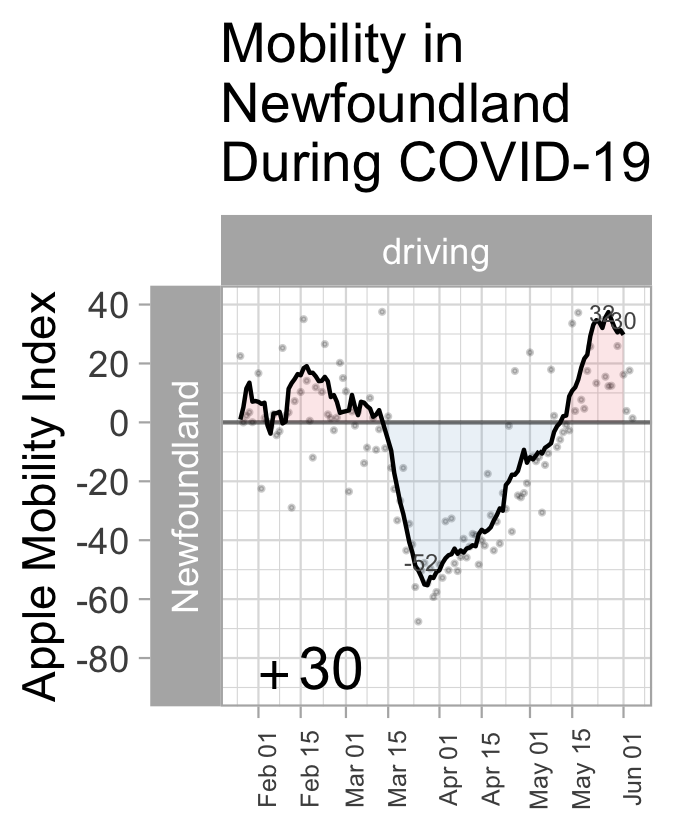 Mobility in
Newfoundland
During COVID-19
driving
Apple Mobility Index
Newfoundland
40
20
0
-20
-40
-60
-80
-52
30
+30
Feb 01
Feb 15
Mar 01
Mar 15
Apr 01
Apr 15
May 01
May 15
Jun 01